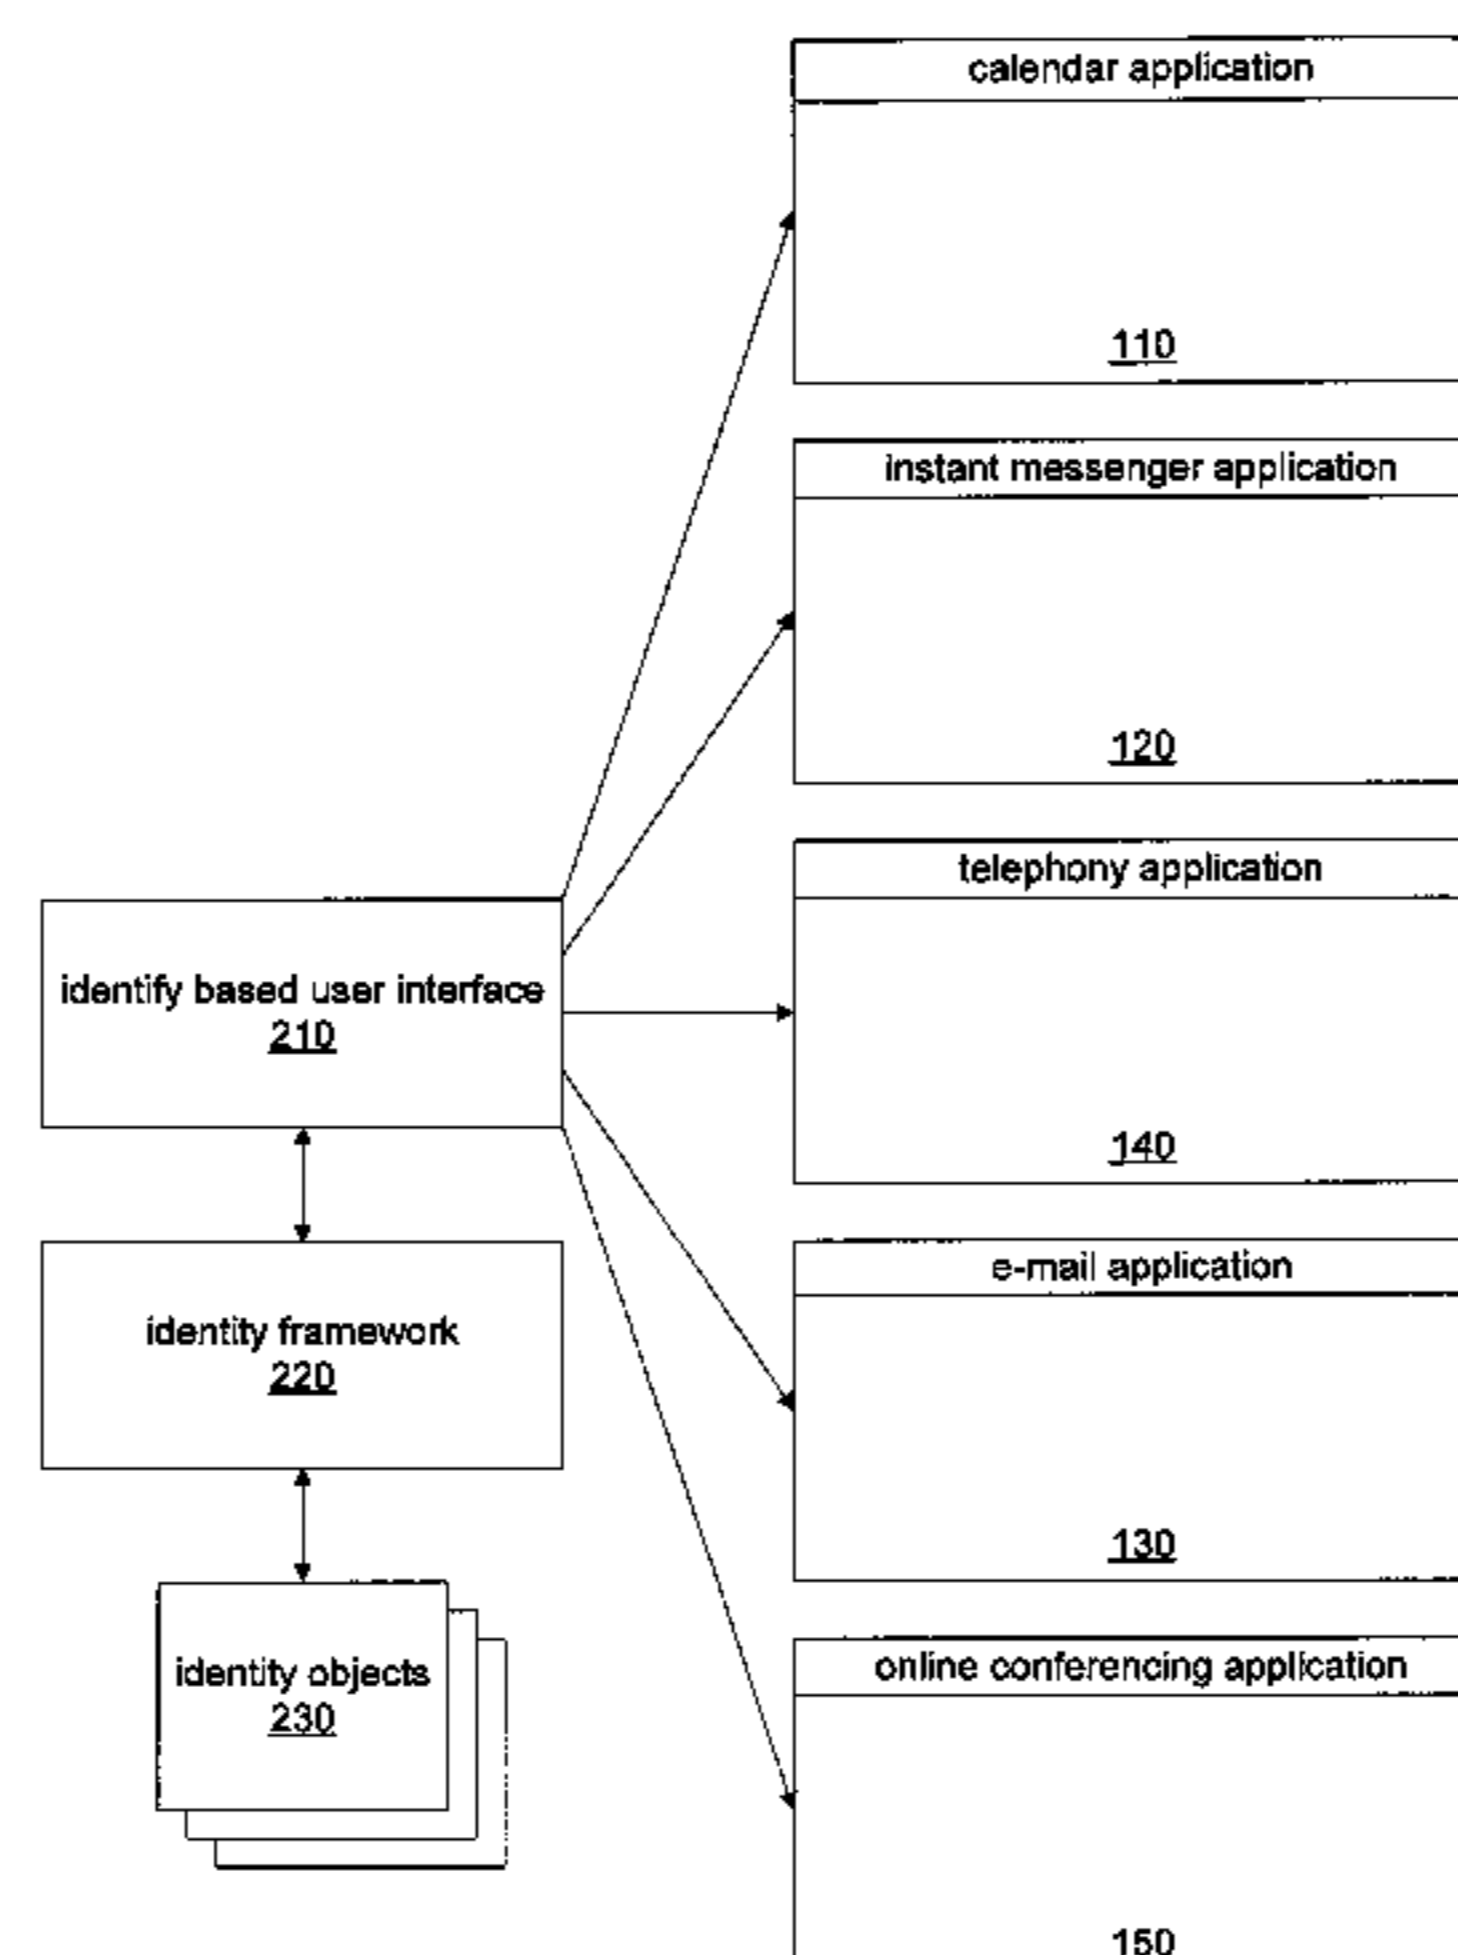 calendar application
110
instant messenger application
120
telephony application
140
identify based user interface
210
e-mail application
130
identity framework
220
online conferencing application
150
identity objects
230